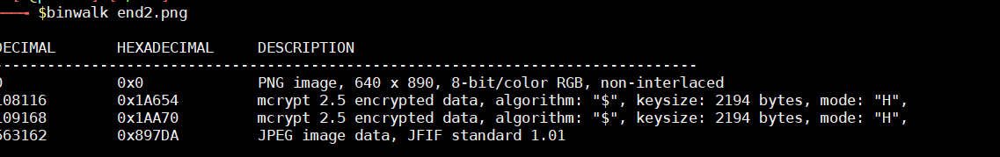 $binwalk end2.png
DECIMAL HEXADECIMAL DESCRIPTION
--------------------------------------------------------------------------------
0 0x0 PNG image, 640 x 890, 8-bit/color RGB, non-interlaced
108116 0x1A654 mcrypt 2.5 encrypted data, algorithm: "$", keysize: 2194 bytes, mode: "H",
109168 0x1AA70 mcrypt 2.5 encrypted data, algorithm: "$", keysize: 2194 bytes, mode: "H",
563162 0x897DA JPEG image data, JFIF standard 1.01